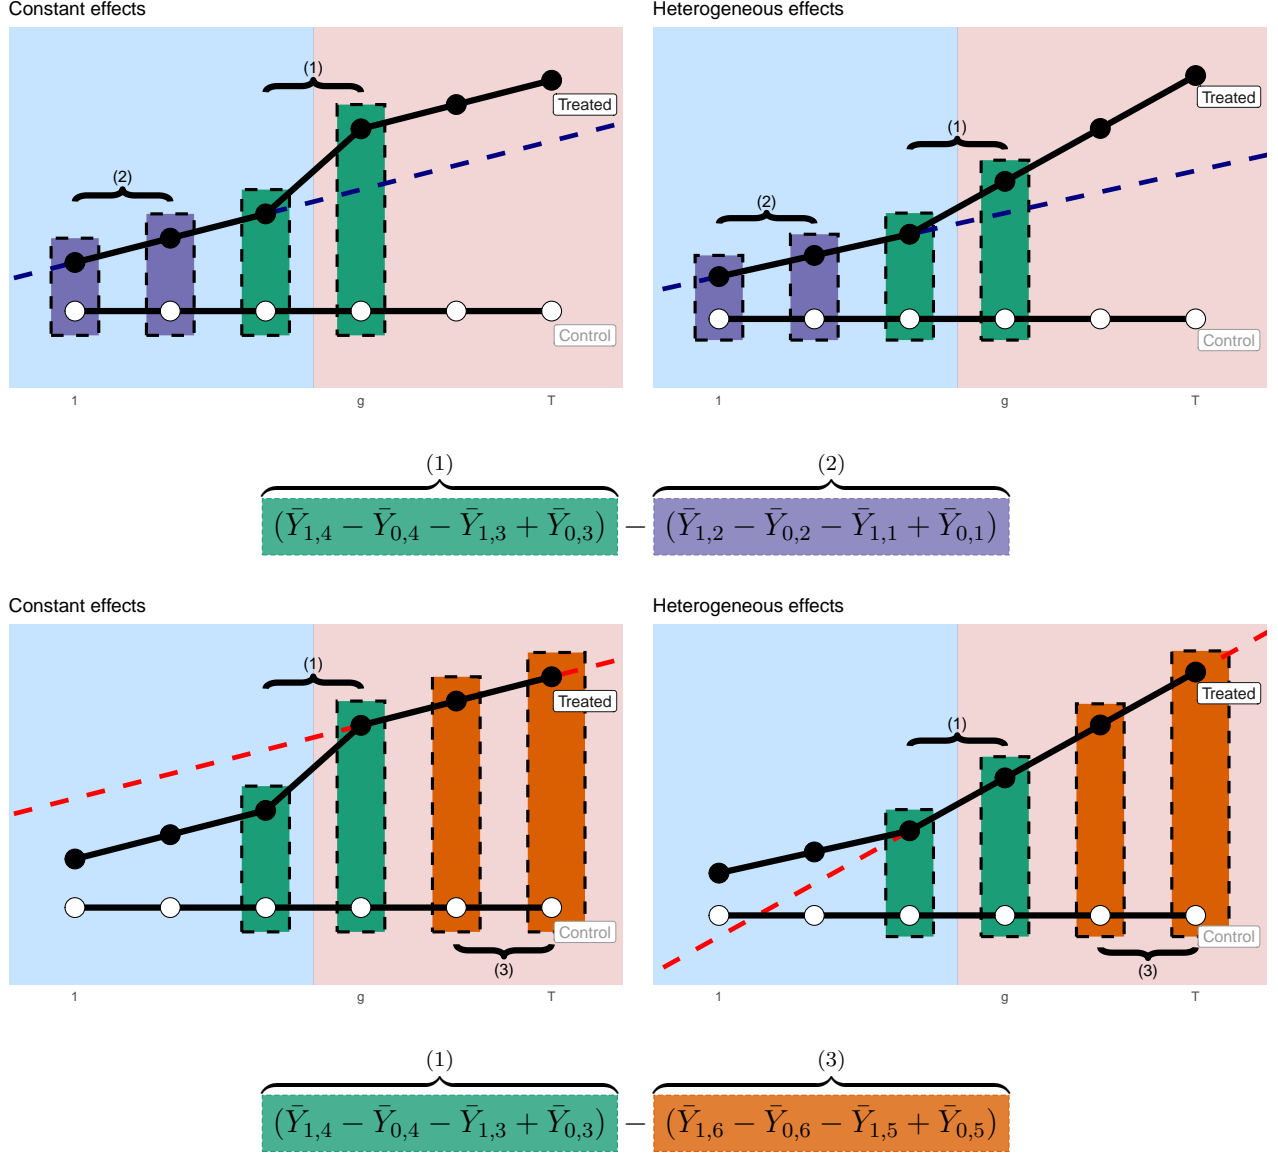 Constant effects
Heterogeneous effects
(1)
(2)
Treated
Control
1 g T
(1)
(2)
Treated
Control
1 g T
(1) (2)
(Ȳ₁,₄ − Ȳ₀,₄ − Ȳ₁,₃ + Ȳ₀,₃) − (Ȳ₁,₂ − Ȳ₀,₂ − Ȳ₁,₁ + Ȳ₀,₁)
Constant effects
Heterogeneous effects
(1)
Treated
Control
(3)
1 g T
(1)
Treated
Control
(3)
1 g T
(1) (3)
(Ȳ₁,₄ − Ȳ₀,₄ − Ȳ₁,₃ + Ȳ₀,₃) − (Ȳ₁,₆ − Ȳ₀,₆ − Ȳ₁,₅ + Ȳ₀,₅)